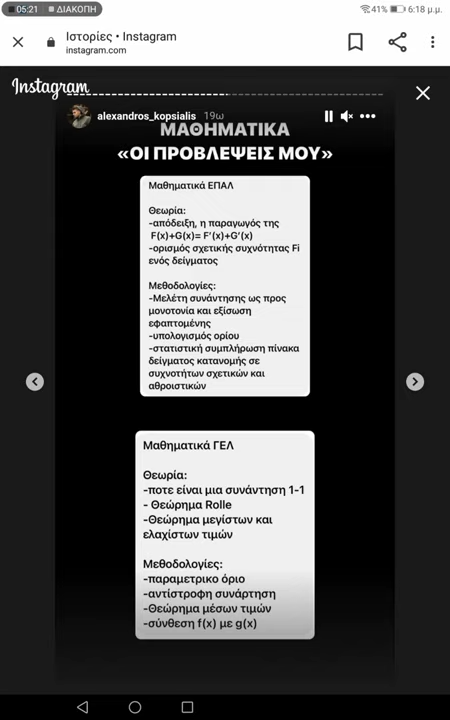 05:21 ΔΙΑΚΟΠΗ 41% 6:18 μ.μ.
Ιστορίες • Instagram
instagram.com
Instagram
alexandros_kopsialis 19ω
ΜΑΘΗΜΑΤΙΚΑ
«ΟΙ ΠΡΟΒΛΕΨΕΙΣ ΜΟΥ»
Μαθηματικά ΕΠΑΛ
Θεωρία:
-απόδειξη, η παραγωγός της
F(x)+G(x)= F'(x)+G'(x)
-ορισμός σχετικής συχνότητας Fi
ενός δείγματος
Μεθοδολογίες:
-Μελέτη συνάντησης ως προς
μονοτονία και εξίσωση
εφαπτομένης
-υπολογισμός ορίου
-στατιστική συμπλήρωση πίνακα
δείγματος κατανομής σε
συχνοτήτων σχετικών και
αθροιστικών
Μαθηματικά ΓΕΛ
Θεωρία:
-ποτε είναι μια συνάντηση 1-1
- Θεώρημα Rolle
-Θεώρημα μεγίστων και
ελαχίστων τιμών
Μεθοδολογίες:
-παραμετρικο όριο
-αντίστροφη συνάρτηση
-Θεώρημα μέσων τιμών
-σύνθεση f(x) με g(x)